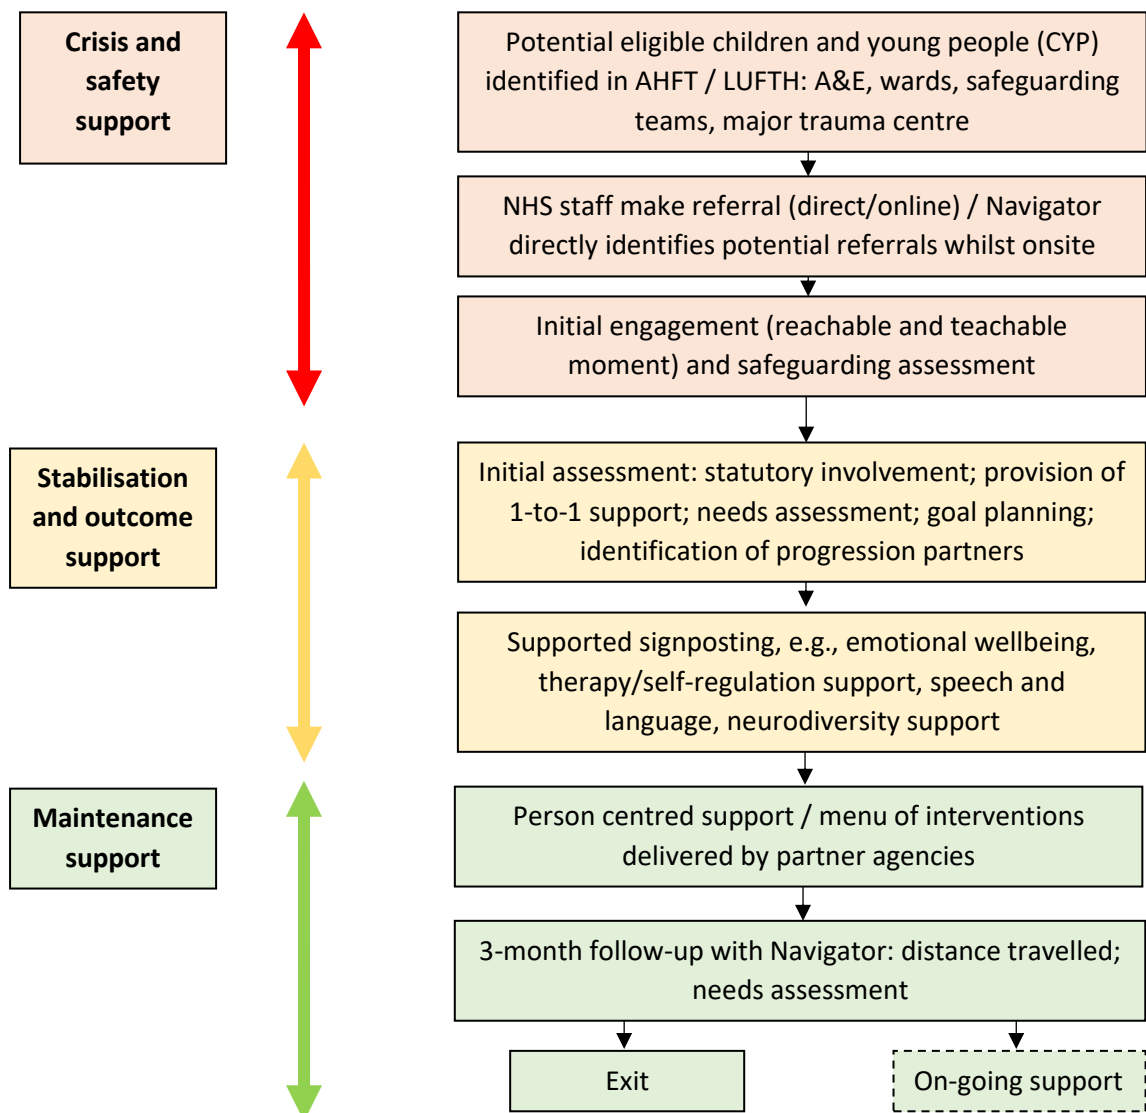 Crisis and
safety
support
Potential eligible children and young people (CYP)
identified in AHFT / LUFTH: A&E, wards, safeguarding
teams, major trauma centre
NHS staff make referral (direct/online) / Navigator
directly identifies potential referrals whilst onsite
Initial engagement (reachable and teachable
moment) and safeguarding assessment
Stabilisation
and outcome
support
Initial assessment: statutory involvement; provision of
1-to-1 support; needs assessment; goal planning;
identification of progression partners
Supported signposting, e.g., emotional wellbeing,
therapy/self-regulation support, speech and
language, neurodiversity support
Maintenance
support
Person centred support / menu of interventions
delivered by partner agencies
3-month follow-up with Navigator: distance travelled;
needs assessment
Exit
On-going support